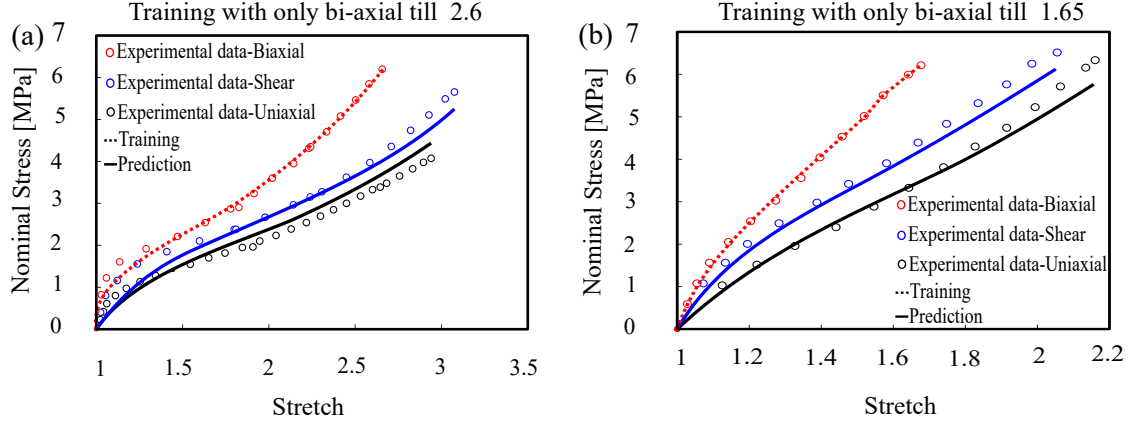 Training with only bi-axial till 2.6
(a)
7
6
5
4
3
2
1
0
Nominal Stress [MPa]
Experimental data-Biaxial
Experimental data-Shear
Experimental data-Uniaxial
Training
Prediction
1 1.5 2 2.5 3 3.5
Stretch
Training with only bi-axial till 1.65
(b)
7
6
5
4
3
2
1
0
Nominal Stress [MPa]
Experimental data-Biaxial
Experimental data-Shear
Experimental data-Uniaxial
Training
Prediction
1 1.2 1.4 1.6 1.8 2 2.2
Stretch